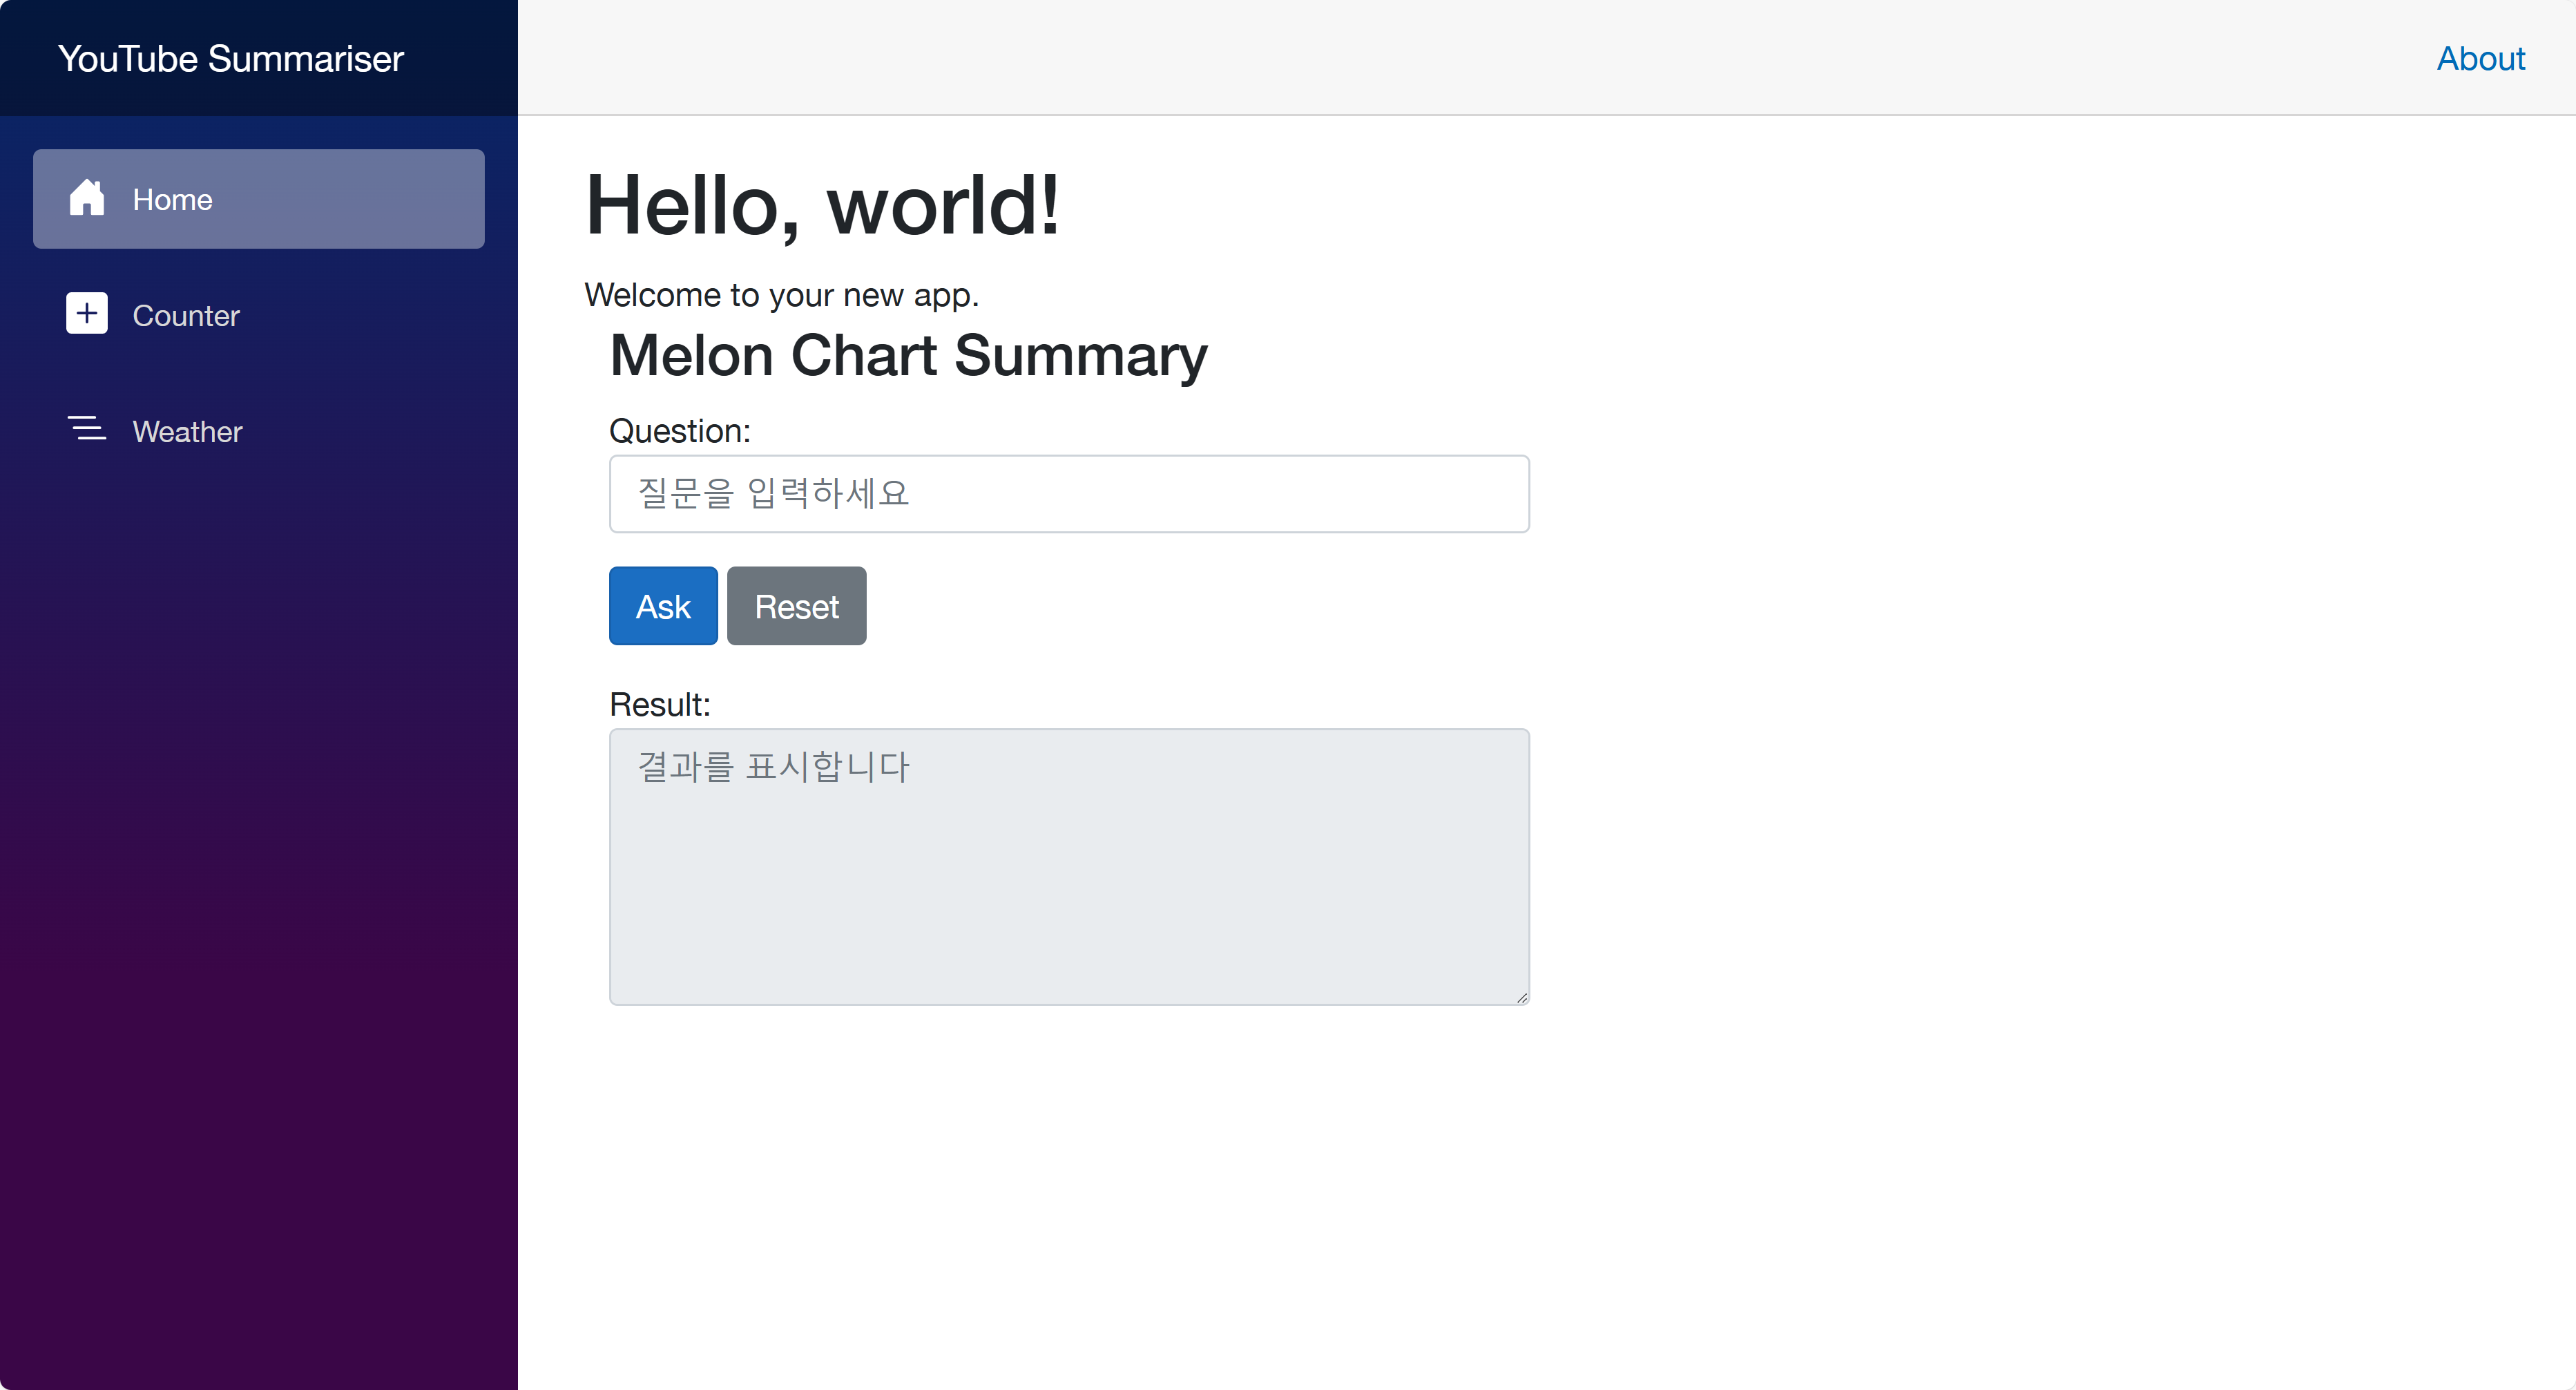 YouTube Summariser
About
Home
Counter
Weather
Hello, world!
Welcome to your new app.
Melon Chart Summary
Question:
질문을 입력하세요
Ask Reset
Result:
결과를 표시합니다